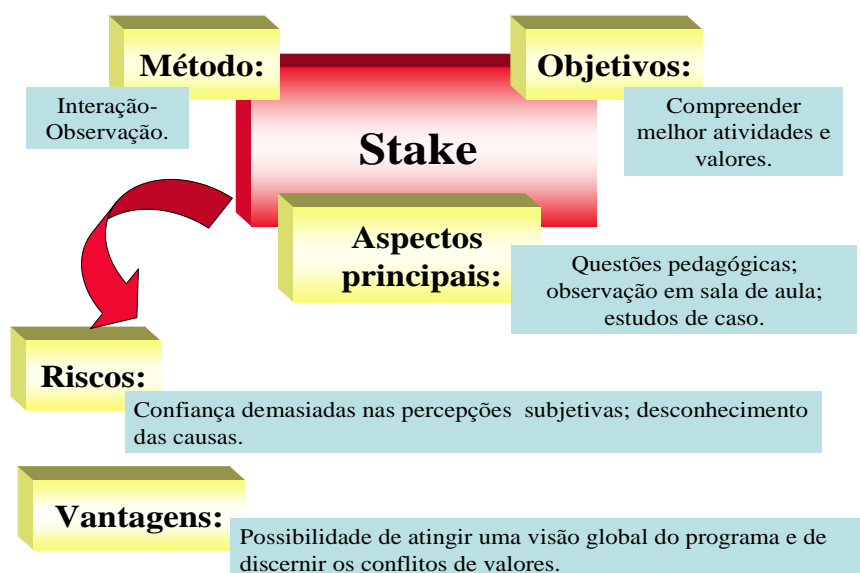 Método:
Interação-
Observação.
Objetivos:
Compreender
melhor atividades e
valores.
Stake
Aspectos
principais:
Questões pedagógicas;
observação em sala de aula;
estudos de caso.
Riscos:
Confiança demasiadas nas percepções subjetivas; desconhecimento
das causas.
Vantagens:
Possibilidade de atingir uma visão global do programa e de
discernir os conflitos de valores.